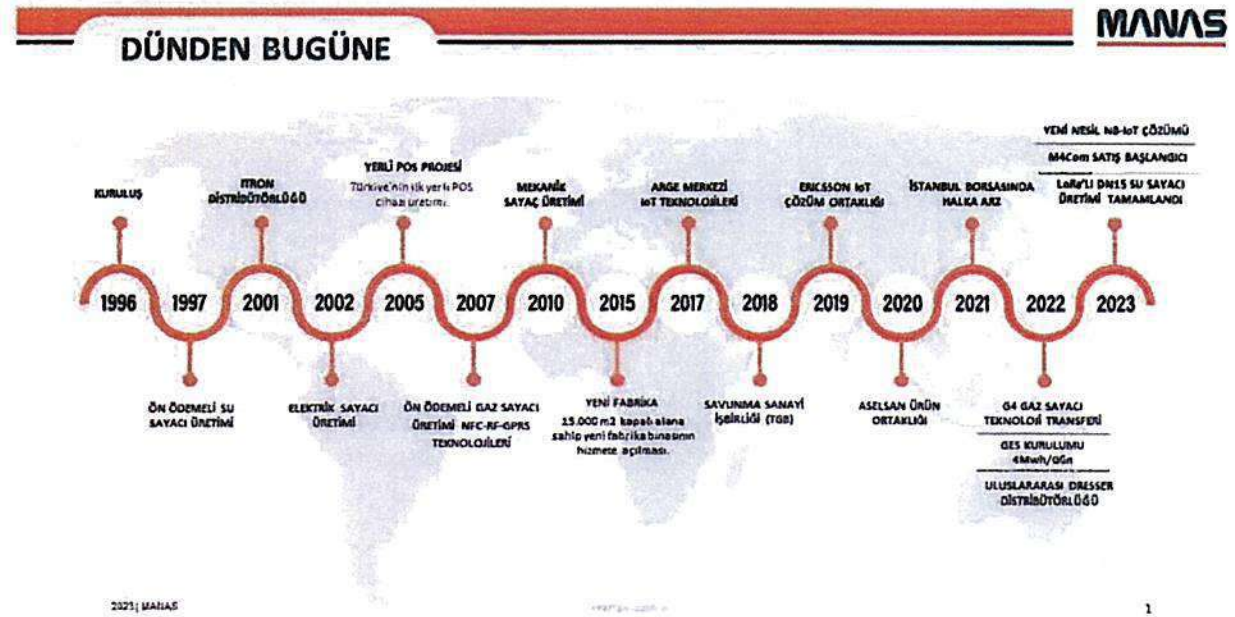 MANAS
DÜNDEN BUGÜNE
KURULUŞ
ITRON
DİSTRİBÜTÖRLÜĞÜ
YERLİ POS PROJESİ
Türkiye'nin ilk yerli POS
cihazı üretimi.
MEKANİK
SAYAÇ ÜRETİMİ
ARGE MERKEZİ
IoT TEKNOLOJİLERİ
ERICSSON IoT
ÇÖZÜM ORTAKLIĞI
İSTANBUL BORSASINDA
HALKA ARZ
YENİ NESİL NB-IoT ÇÖZÜMÜ
M4Com SATIŞ BAŞLANGICI
LoRa'LI DN15 SU SAYACI
ÜRETİMİ TAMAMLANDI
1996 1997 2001 2002 2005 2007 2010 2015 2017 2018 2019 2020 2021 2022 2023
ÖN ÖDEMELİ SU
SAYACI ÜRETİMİ
ELEKTRİK SAYACI
ÜRETİMİ
ÖN ÖDEMELİ GAZ SAYACI
ÜRETİMİ NFC-RF-GPRS
TEKNOLOJİLERİ
YENİ FABRİKA
15.000 m2 kapalı alana
sahip yeni fabrika binasının
hizmete açılması.
SAVUNMA SANAYİ
İŞBİRLİĞİ (TGB)
ASELSAN ÜRÜN
ORTAKLIĞI
G4 GAZ SAYACI
TEKNOLOJİ TRANSFERİ
GES KURULUMU
4Mwh/Gün
ULUSLARARASI DRESSER
DİSTRİBÜTÖRLÜĞÜ
2023| MANAS
1